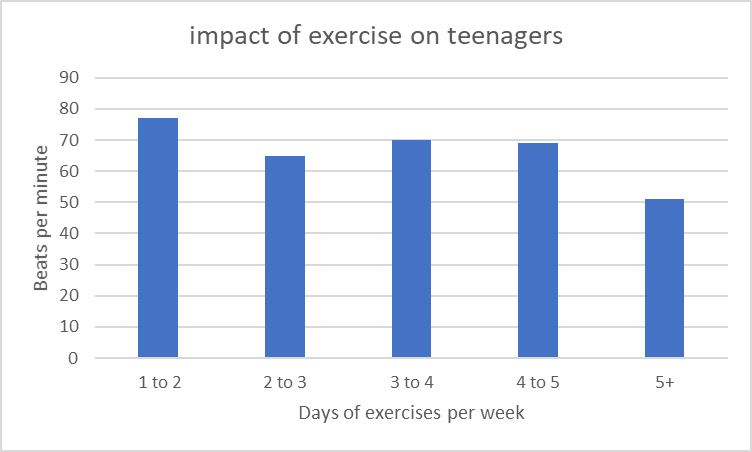 impact of exercise on teenagers
Beats per minute
90
80
70
60
50
40
30
20
10
0
1 to 2
2 to 3
3 to 4
4 to 5
5+
Days of exercises per week